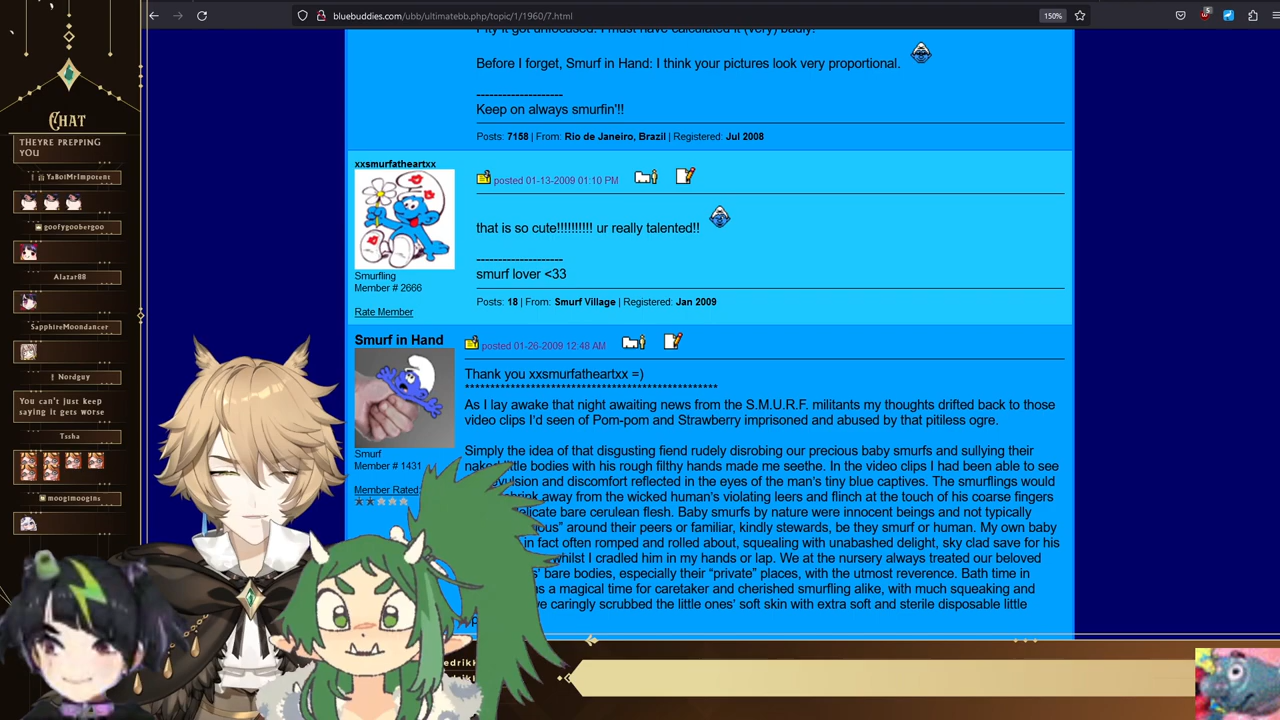 bluebuddies.com/ubb/ultimatebb.php/topic/1/1960/7.html
150%
5
CHAT
THEYRE PREPPING
YOU
YaBoiMrImpotent
goofygoobergoo
Alazar88
SapphireMoondancer
Nordguy
You can't just keep
saying it gets worse
Tssha
moogimoogins
Before I forget, Smurf in Hand: I think your pictures look very proportional.
--------------------
Keep on always smurfin'!!
Posts: 7158 | From: Rio de Janeiro, Brazil | Registered: Jul 2008
xxsmurfatheartxx
Smurfling
Member # 2666
Rate Member
posted 01-13-2009 01:10 PM
that is so cute!!!!!!!!!! ur really talented!!
--------------------
smurf lover <33
Posts: 18 | From: Smurf Village | Registered: Jan 2009
Smurf in Hand
Smurf
Member # 1431
Member Rated:
posted 01-26-2009 12:48 AM
Thank you xxsmurfatheartxx =)
**************************************************
As I lay awake that night awaiting news from the S.M.U.R.F. militants my thoughts drifted back to those
video clips I'd seen of Pom-pom and Strawberry imprisoned and abused by that pitiless ogre.
Simply the idea of that disgusting fiend rudely disrobing our precious baby smurfs and sullying their
naked little bodies with his rough filthy hands made me seethe. In the video clips I had been able to see
and discomfort reflected in the eyes of the man's tiny blue captives. The smurflings would
away from the wicked human's violating leers and flinch at the touch of his coarse fingers
bare cerulean flesh. Baby smurfs by nature were innocent beings and not typically
around their peers or familiar, kindly stewards, be they smurf or human. My own baby
in fact often romped and rolled about, squealing with unabashed delight, sky clad save for his
whilst I cradled him in my hands or lap. We at the nursery always treated our beloved
bare bodies, especially their “private” places, with the utmost reverence. Bath time in
a magical time for caretaker and cherished smurfling alike, with much squeaking and
caringly scrubbed the little ones' soft skin with extra soft and sterile disposable little